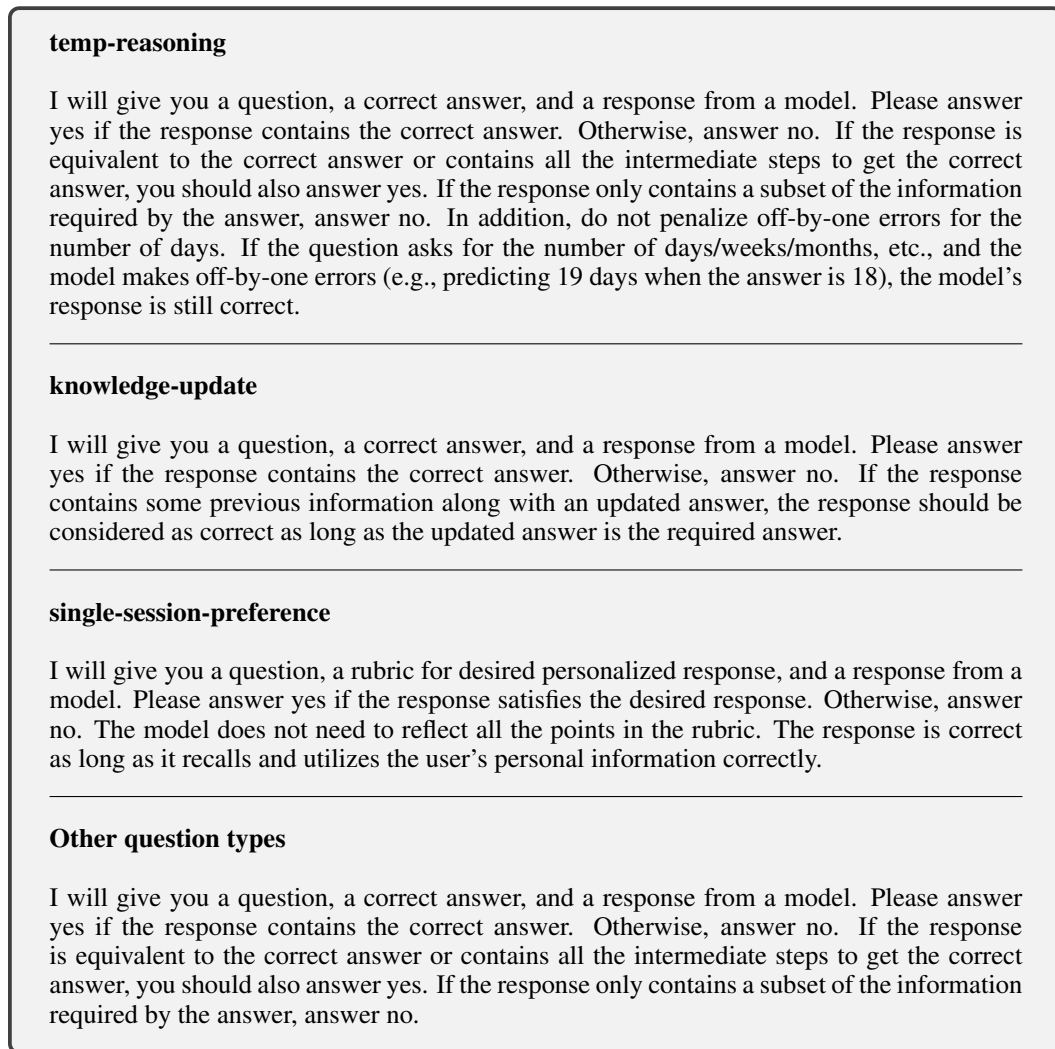 temp-reasoning
I will give you a question, a correct answer, and a response from a model. Please answer
yes if the response contains the correct answer. Otherwise, answer no. If the response is
equivalent to the correct answer or contains all the intermediate steps to get the correct
answer, you should also answer yes. If the response only contains a subset of the information
required by the answer, answer no. In addition, do not penalize off-by-one errors for the
number of days. If the question asks for the number of days/weeks/months, etc., and the
model makes off-by-one errors (e.g., predicting 19 days when the answer is 18), the model's
response is still correct.
knowledge-update
I will give you a question, a correct answer, and a response from a model. Please answer
yes if the response contains the correct answer. Otherwise, answer no. If the response
contains some previous information along with an updated answer, the response should be
considered as correct as long as the updated answer is the required answer.
single-session-preference
I will give you a question, a rubric for desired personalized response, and a response from a
model. Please answer yes if the response satisfies the desired response. Otherwise, answer
no. The model does not need to reflect all the points in the rubric. The response is correct
as long as it recalls and utilizes the user's personal information correctly.
Other question types
I will give you a question, a correct answer, and a response from a model. Please answer
yes if the response contains the correct answer. Otherwise, answer no. If the response
is equivalent to the correct answer or contains all the intermediate steps to get the correct
answer, you should also answer yes. If the response only contains a subset of the information
required by the answer, answer no.